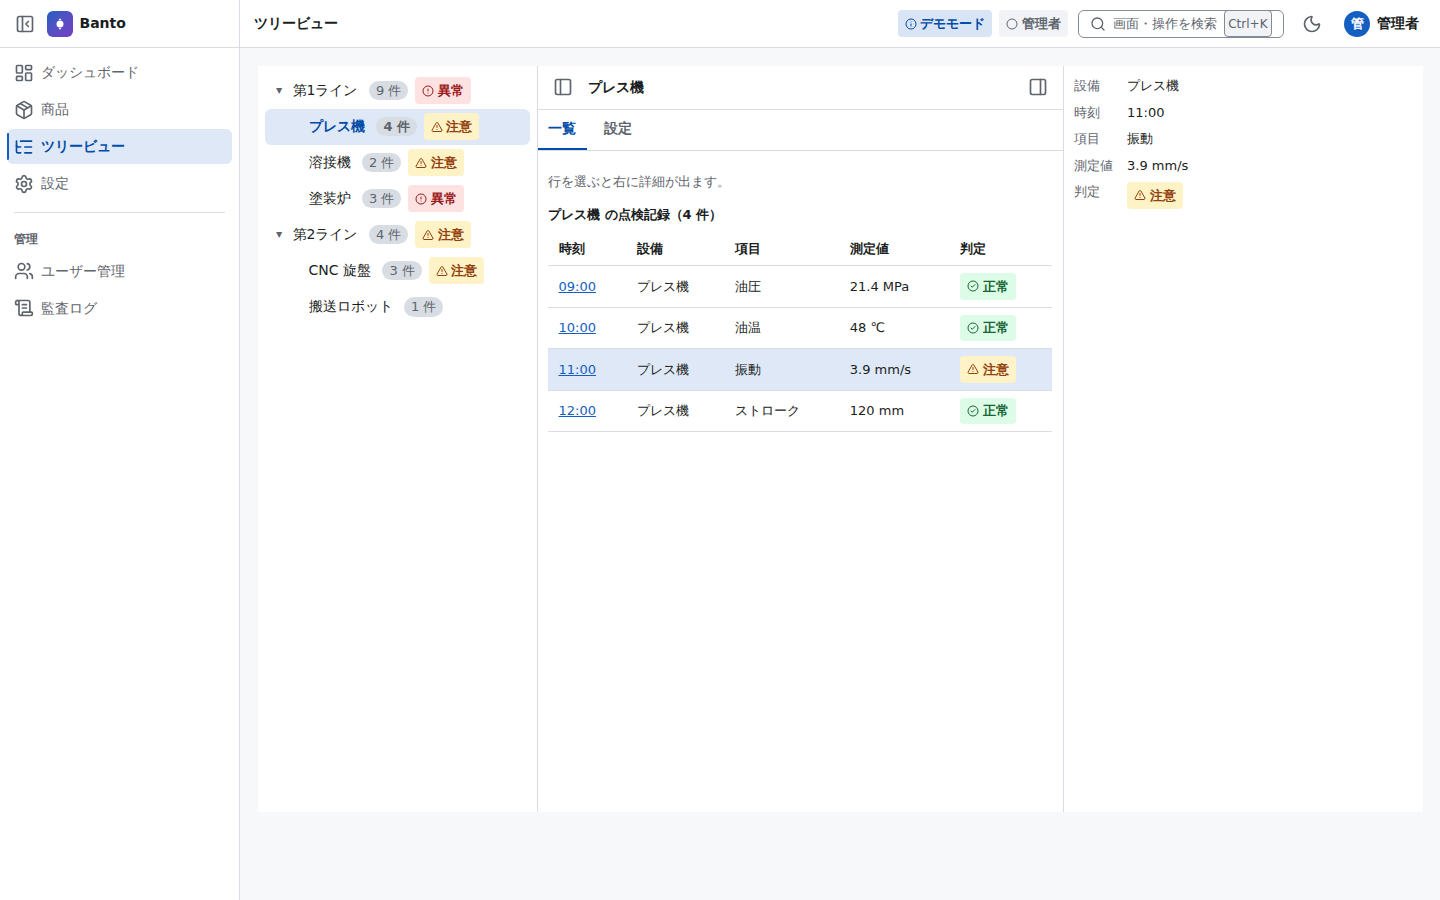 Banto
ツリービュー
デモモード
管理者
画面・操作を検索 Ctrl+K
管 管理者
ダッシュボード
商品
ツリービュー
設定
管理
ユーザー管理
監査ログ
▼ 第1ライン 9 件 異常
プレス機 4 件 注意
溶接機 2 件 注意
塗装炉 3 件 異常
▼ 第2ライン 4 件 注意
CNC 旋盤 3 件 注意
搬送ロボット 1 件
プレス機
一覧 設定
行を選ぶと右に詳細が出ます。
プレス機 の点検記録（4 件）
時刻 設備 項目 測定値 判定
09:00 プレス機 油圧 21.4 MPa 正常
10:00 プレス機 油温 48 ℃ 正常
11:00 プレス機 振動 3.9 mm/s 注意
12:00 プレス機 ストローク 120 mm 正常
設備 プレス機
時刻 11:00
項目 振動
測定値 3.9 mm/s
判定 注意